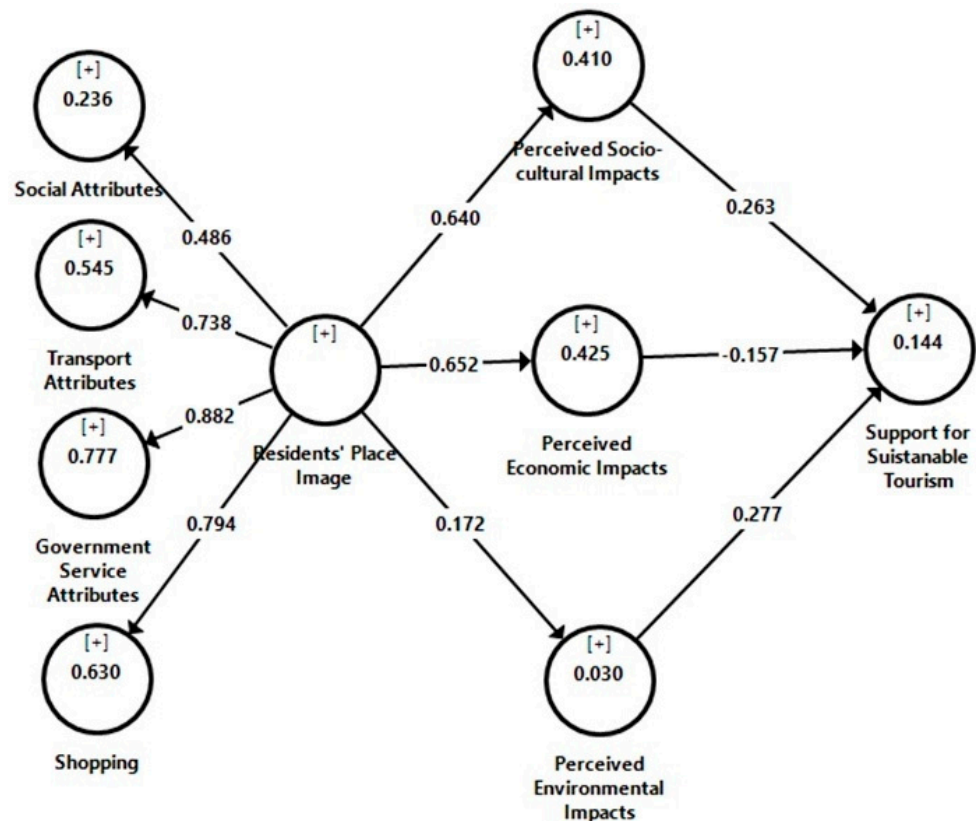 [+]
0.236
Social Attributes
0.486
[+]
0.545
Transport
Attributes
0.738
[+]
0.777
Government
Service
Attributes
0.882
[+]
0.630
Shopping
0.794
[+]
Residents' Place
Image
0.640
[+]
0.410
Perceived Socio-
cultural Impacts
0.652
[+]
0.425
Perceived
Economic Impacts
0.172
[+]
0.030
Perceived
Environmental
Impacts
0.263
-0.157
0.277
[+]
0.144
Support for
Suistanable
Tourism